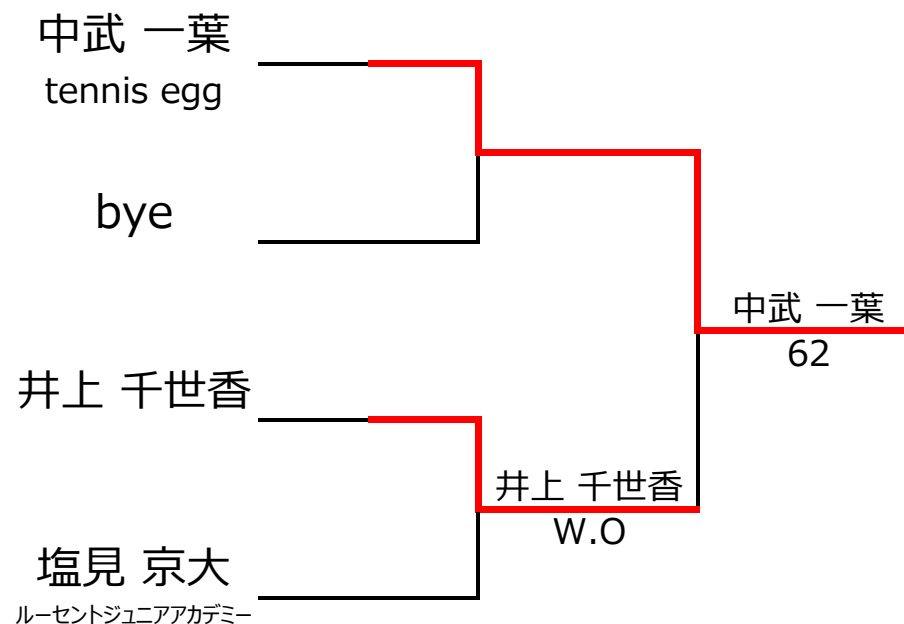 中武 一葉
tennis egg
bye
中武 一葉
62
井上 千世香
井上 千世香
W.O
塩見 京大
ルーセントジュニアアカデミー